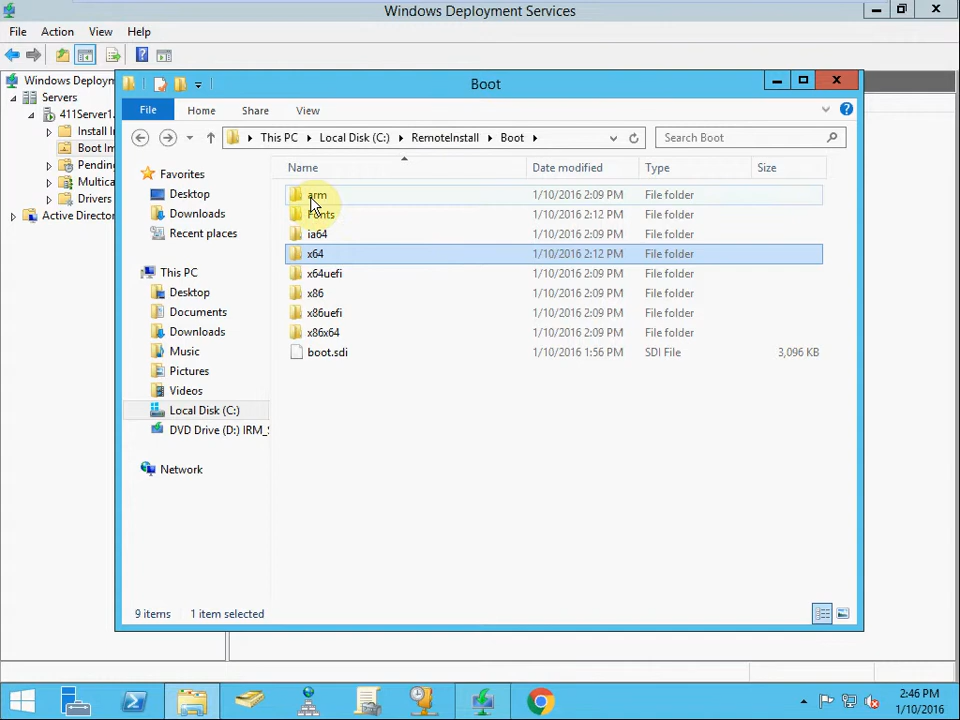 Windows Deployment Services
File Action View Help
Windows Deploym
Servers
411Server1.
Install In
Boot Im
Pending
Multica
Drivers
Active Director
Boot
File Home Share View
This PC Local Disk (C:) RemoteInstall Boot
Search Boot
Name Date modified Type Size
Favorites
Desktop
Downloads
Recent places
This PC
Desktop
Documents
Downloads
Music
Pictures
Videos
Local Disk (C:)
DVD Drive (D:) IRM_S
Network
arm 1/10/2016 2:09 PM File folder
Fonts 1/10/2016 2:12 PM File folder
ia64 1/10/2016 2:09 PM File folder
x64 1/10/2016 2:12 PM File folder
x64uefi 1/10/2016 2:09 PM File folder
x86 1/10/2016 2:09 PM File folder
x86uefi 1/10/2016 2:09 PM File folder
x86x64 1/10/2016 2:09 PM File folder
boot.sdi 1/10/2016 1:56 PM SDI File 3,096 KB
9 items 1 item selected
2:46 PM
1/10/2016